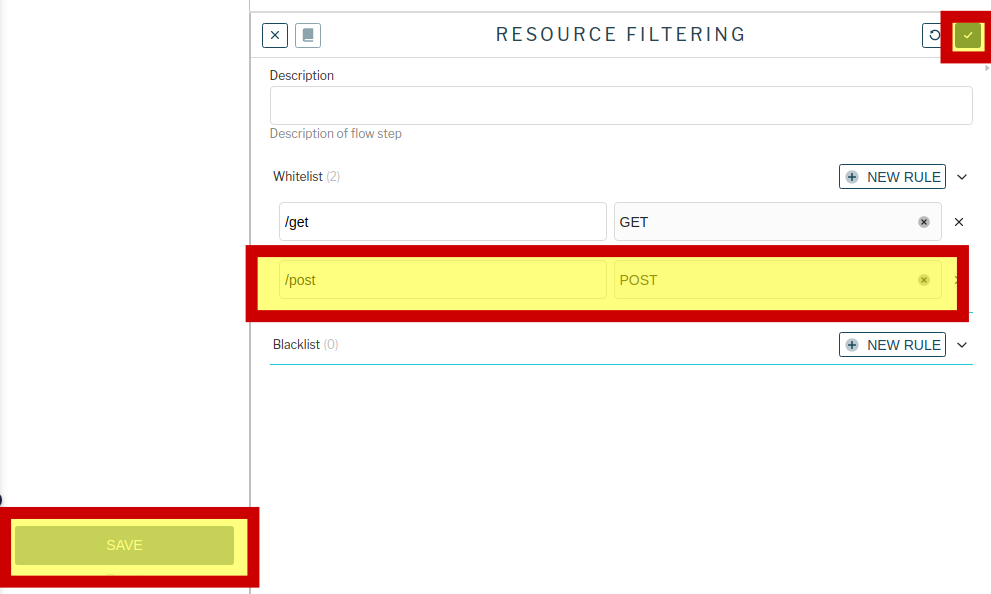 RESOURCE FILTERING
Description
Description of flow step
Whitelist (2) NEW RULE
/get GET
/post POST
Blacklist (0) NEW RULE
SAVE